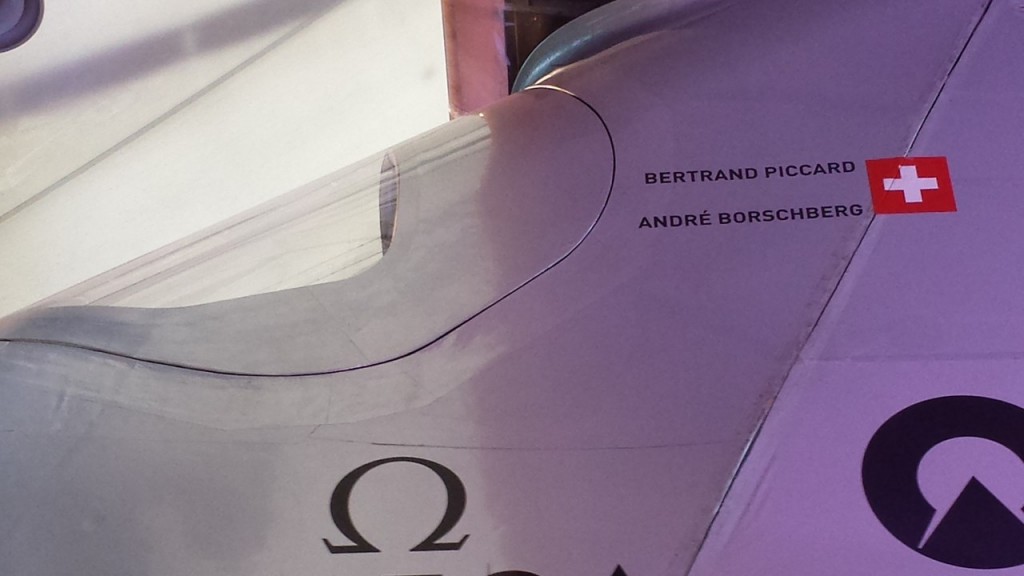 BERTRAND PICCARD
ANDRÉ BORSCHBERG
Ω